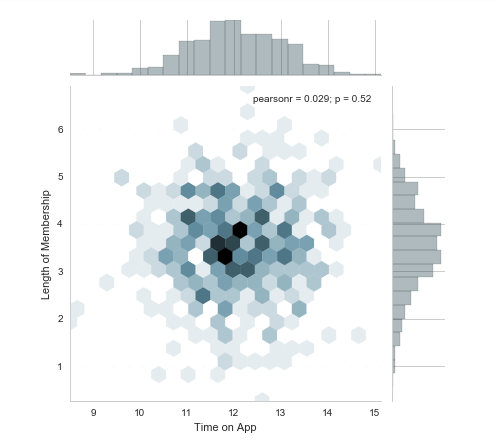 pearsonr = 0.029; p = 0.52
6
5
4
3
2
1
Length of Membership
9 10 11 12 13 14 15
Time on App